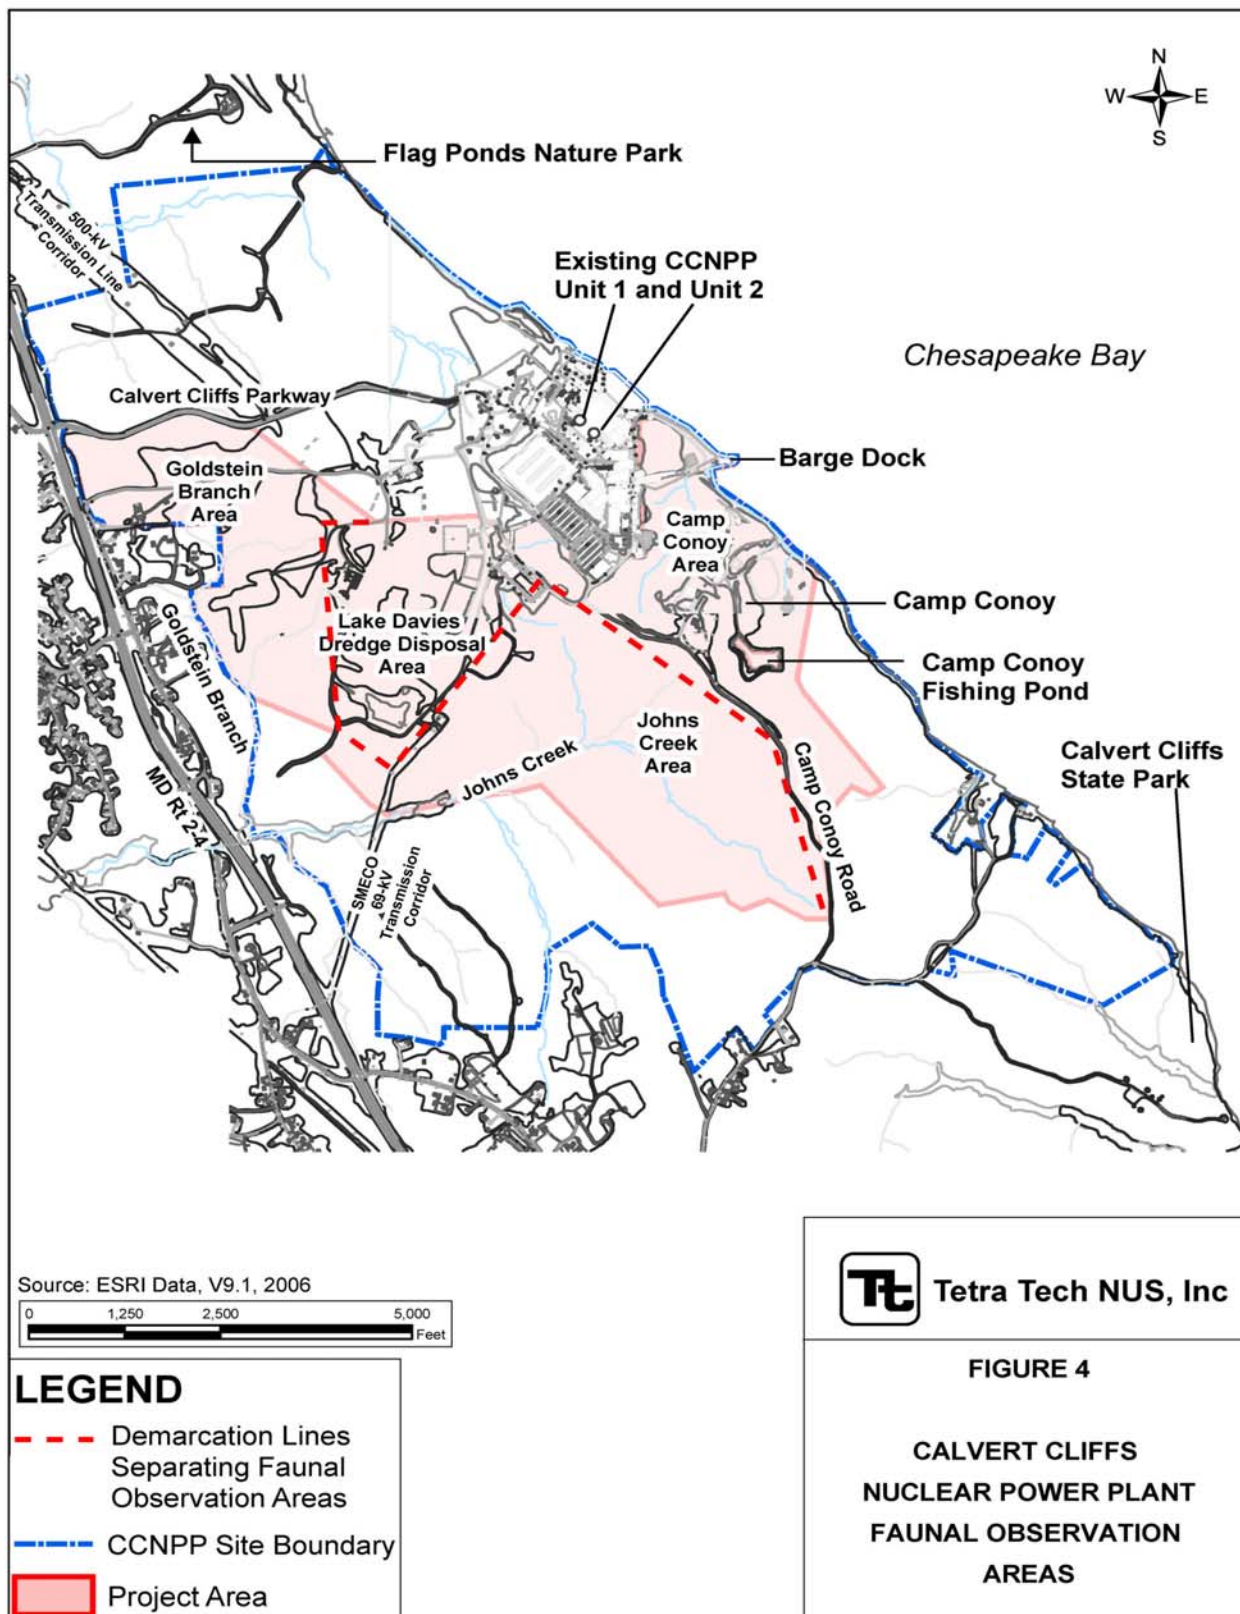 N
W E
S
Flag Ponds Nature Park
500-kV
Transmission Line
Corridor
Existing CCNPP
Unit 1 and Unit 2
Chesapeake Bay
Calvert Cliffs Parkway
Barge Dock
Goldstein
Branch
Area
Camp
Conoy
Area
Camp Conoy
Lake Davies
Dredge Disposal
Area
Camp Conoy
Fishing Pond
Goldstein Branch
Johns
Creek
Area
Johns Creek
Calvert Cliffs
State Park
MD Rt 2-4
Camp Conoy Road
SMECO
69-kV
Transmission
Corridor
Source: ESRI Data, V9.1, 2006
0 1,250 2,500 5,000
Feet
Tt Tetra Tech NUS, Inc
LEGEND
Demarcation Lines
Separating Faunal
Observation Areas
CCNPP Site Boundary
Project Area
FIGURE 4
CALVERT CLIFFS
NUCLEAR POWER PLANT
FAUNAL OBSERVATION
AREAS